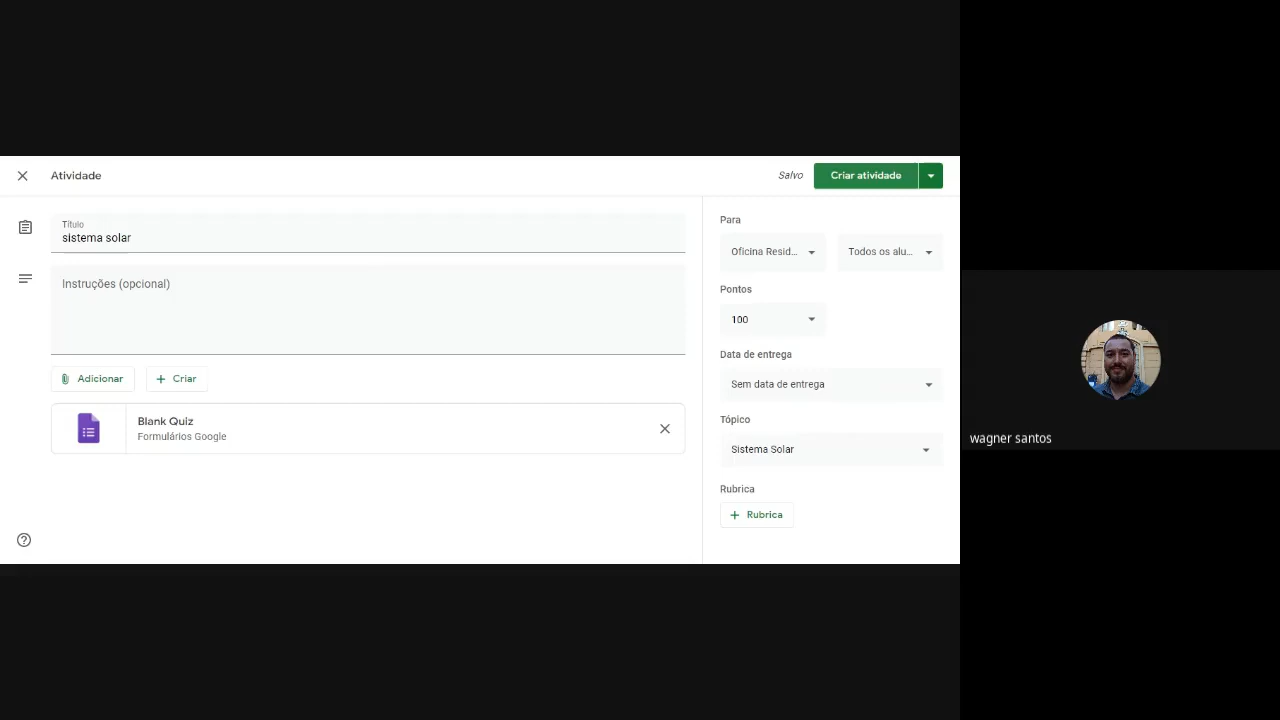 Atividade
Salvo
Criar atividade
Título
sistema solar
Instruções (opcional)
Adicionar
Criar
Blank Quiz
Formulários Google
Para
Oficina Resid...
Todos os alu...
Pontos
100
Data de entrega
Sem data de entrega
Tópico
Sistema Solar
Rubrica
Rubrica
wagner santos